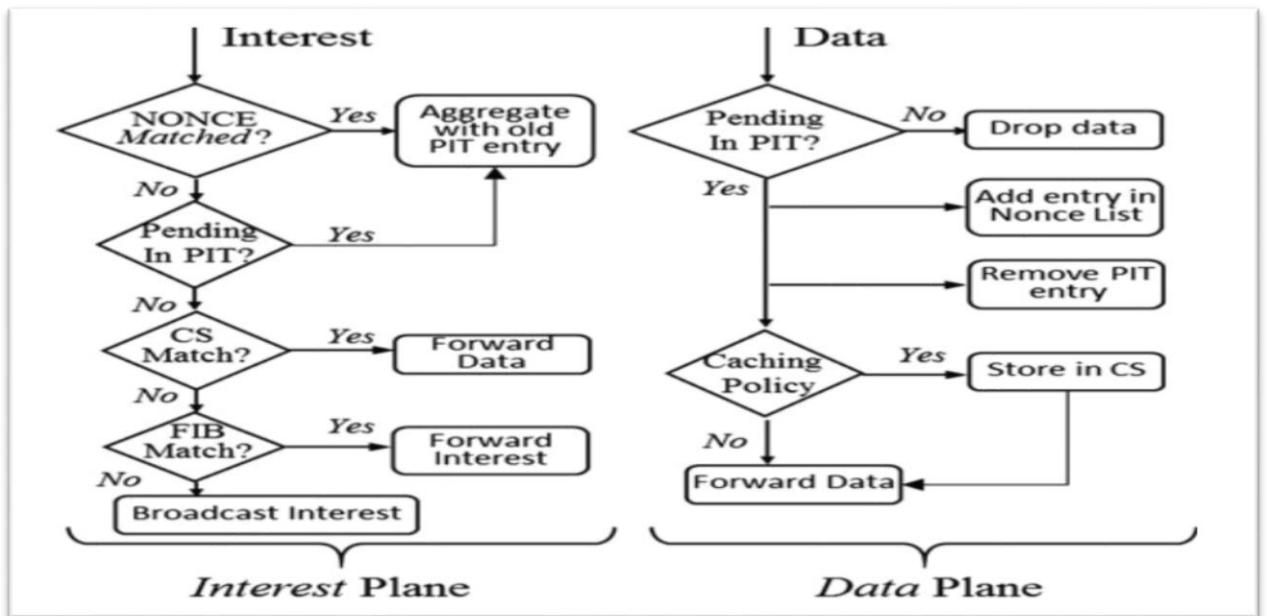 Interest
NONCE
Matched?
Yes
Aggregate
with old
PIT entry
No
Pending
In PIT?
Yes
No
CS
Match?
Yes
Forward
Data
No
FIB
Match?
Yes
Forward
Interest
No
Broadcast Interest
Interest Plane
Data
Pending
In PIT?
No
Drop data
Yes
Add entry in
Nonce List
Remove PIT
entry
Caching
Policy
Yes
Store in CS
No
Forward Data
Data Plane